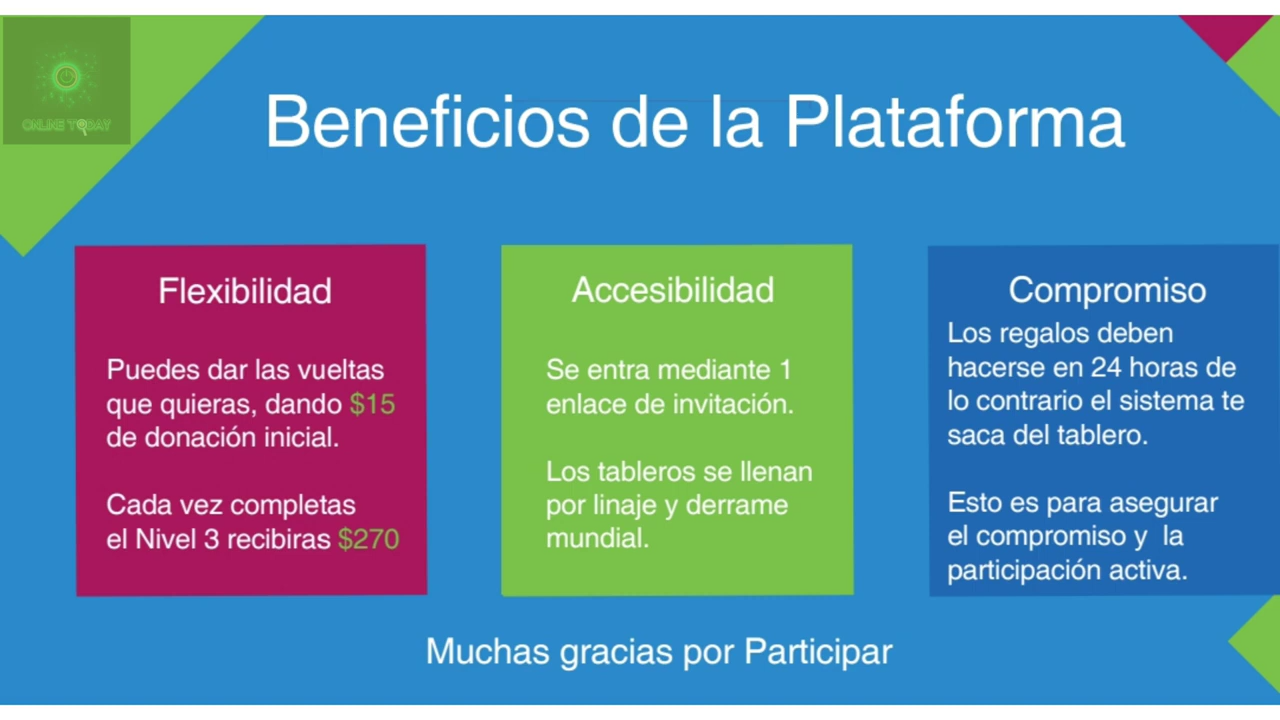 ONLINE TODAY
Beneficios de la Plataforma
Flexibilidad
Puedes dar las vueltas
que quieras, dando $15
de donación inicial.
Cada vez completas
el Nivel 3 recibiras $270
Accesibilidad
Se entra mediante 1
enlace de invitación.
Los tableros se llenan
por linaje y derrame
mundial.
Compromiso
Los regalos deben
hacerse en 24 horas de
lo contrario el sistema te
saca del tablero.
Esto es para asegurar
el compromiso y  la
participación activa.
Muchas gracias por Participar